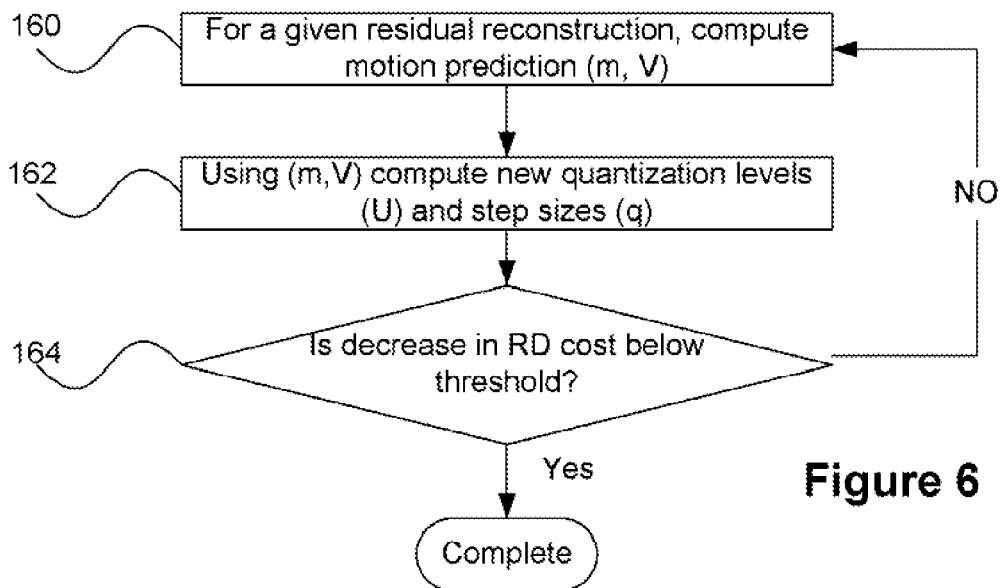 160
For a given residual reconstruction, compute
motion prediction (m, V)
162
Using (m,V) compute new quantization levels
(U) and step sizes (q)
NO
164
Is decrease in RD cost below
threshold?
Yes
Figure 6
Complete